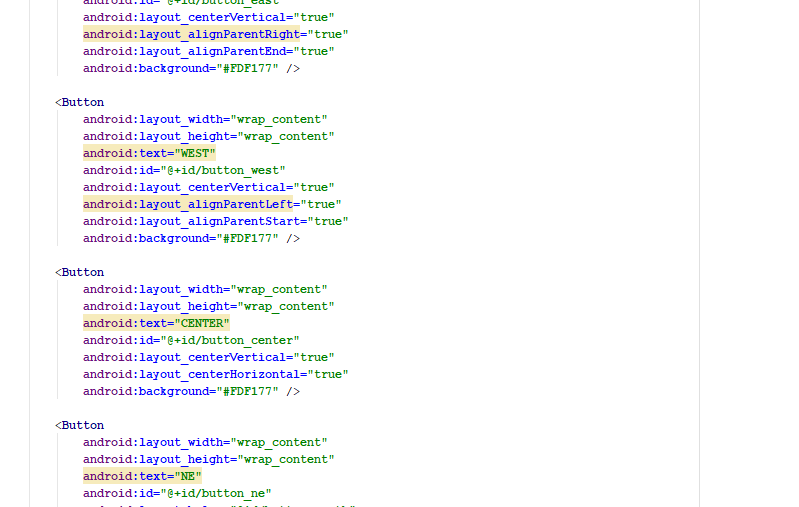 android:id="@+id/button_east"
android:layout_centerVertical="true"
android:layout_alignParentRight="true"
android:layout_alignParentEnd="true"
android:background="#FDF177" />
<Button
android:layout_width="wrap_content"
android:layout_height="wrap_content"
android:text="WEST"
android:id="@+id/button_west"
android:layout_centerVertical="true"
android:layout_alignParentLeft="true"
android:layout_alignParentStart="true"
android:background="#FDF177" />
<Button
android:layout_width="wrap_content"
android:layout_height="wrap_content"
android:text="CENTER"
android:id="@+id/button_center"
android:layout_centerVertical="true"
android:layout_centerHorizontal="true"
android:background="#FDF177" />
<Button
android:layout_width="wrap_content"
android:layout_height="wrap_content"
android:text="NE"
android:id="@+id/button_ne"